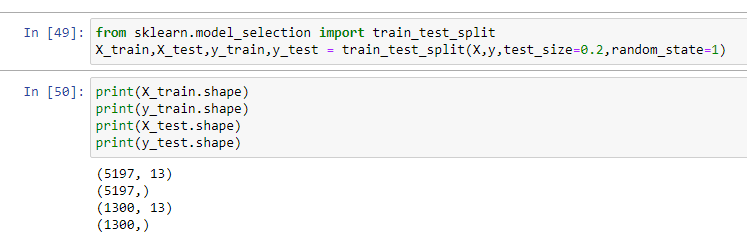 In [49]: from sklearn.model_selection import train_test_split
X_train,X_test,y_train,y_test = train_test_split(X,y,test_size=0.2,random_state=1)
In [50]: print(X_train.shape)
print(y_train.shape)
print(X_test.shape)
print(y_test.shape)
(5197, 13)
(5197,)
(1300, 13)
(1300,)